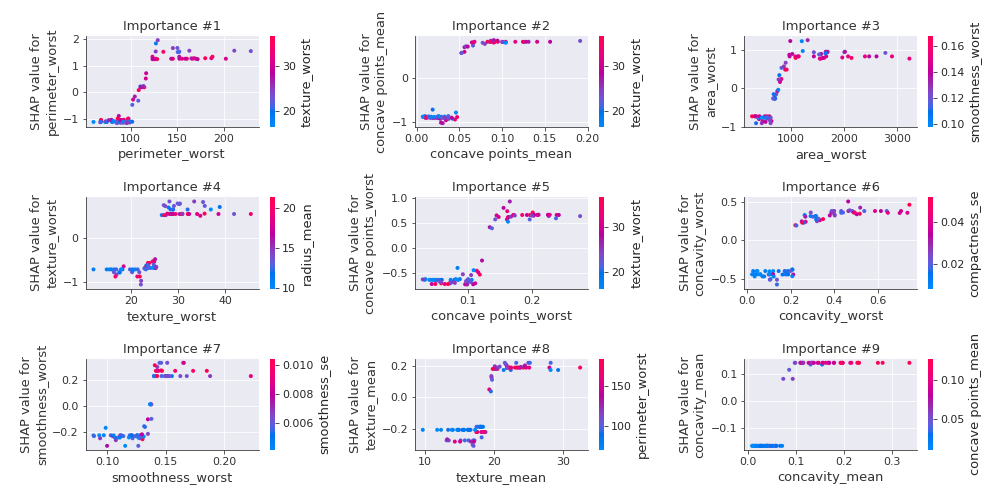 Importance #1
SHAP value for
perimeter_worst
2
1
0
−1
100
150
200
perimeter_worst
30
20
texture_worst
Importance #2
SHAP value for
concave points_mean
0
−1
0.00
0.05
0.10
0.15
0.20
concave points_mean
30
20
texture_worst
Importance #3
SHAP value for
area_worst
1
0
−1
1000
2000
3000
area_worst
0.16
0.14
0.12
0.10
smoothness_worst
Importance #4
SHAP value for
texture_worst
0
−1
20
30
40
texture_worst
20
15
10
radius_mean
Importance #5
SHAP value for
concave points_worst
1.0
0.5
0.0
−0.5
0.1
0.2
concave points_worst
30
20
texture_worst
Importance #6
SHAP value for
concavity_worst
0.5
0.0
−0.5
0.0
0.2
0.4
0.6
concavity_worst
0.04
0.02
compactness_se
Importance #7
SHAP value for
smoothness_worst
0.2
0.0
−0.2
0.10
0.15
0.20
smoothness_worst
0.010
0.008
0.006
smoothness_se
Importance #8
SHAP value for
texture_mean
0.2
0.0
−0.2
10
20
30
texture_mean
150
100
perimeter_worst
Importance #9
SHAP value for
concavity_mean
0.1
0.0
−0.1
0.0
0.1
0.2
0.3
concavity_mean
0.10
0.05
concave points_mean